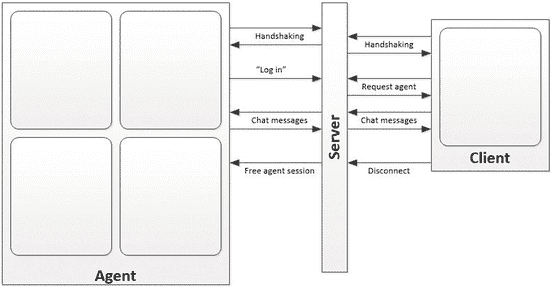 Handshaking
Handshaking
"Log in"
Request agent
Chat messages
Chat messages
Free agent session
Disconnect
Agent
Server
Client